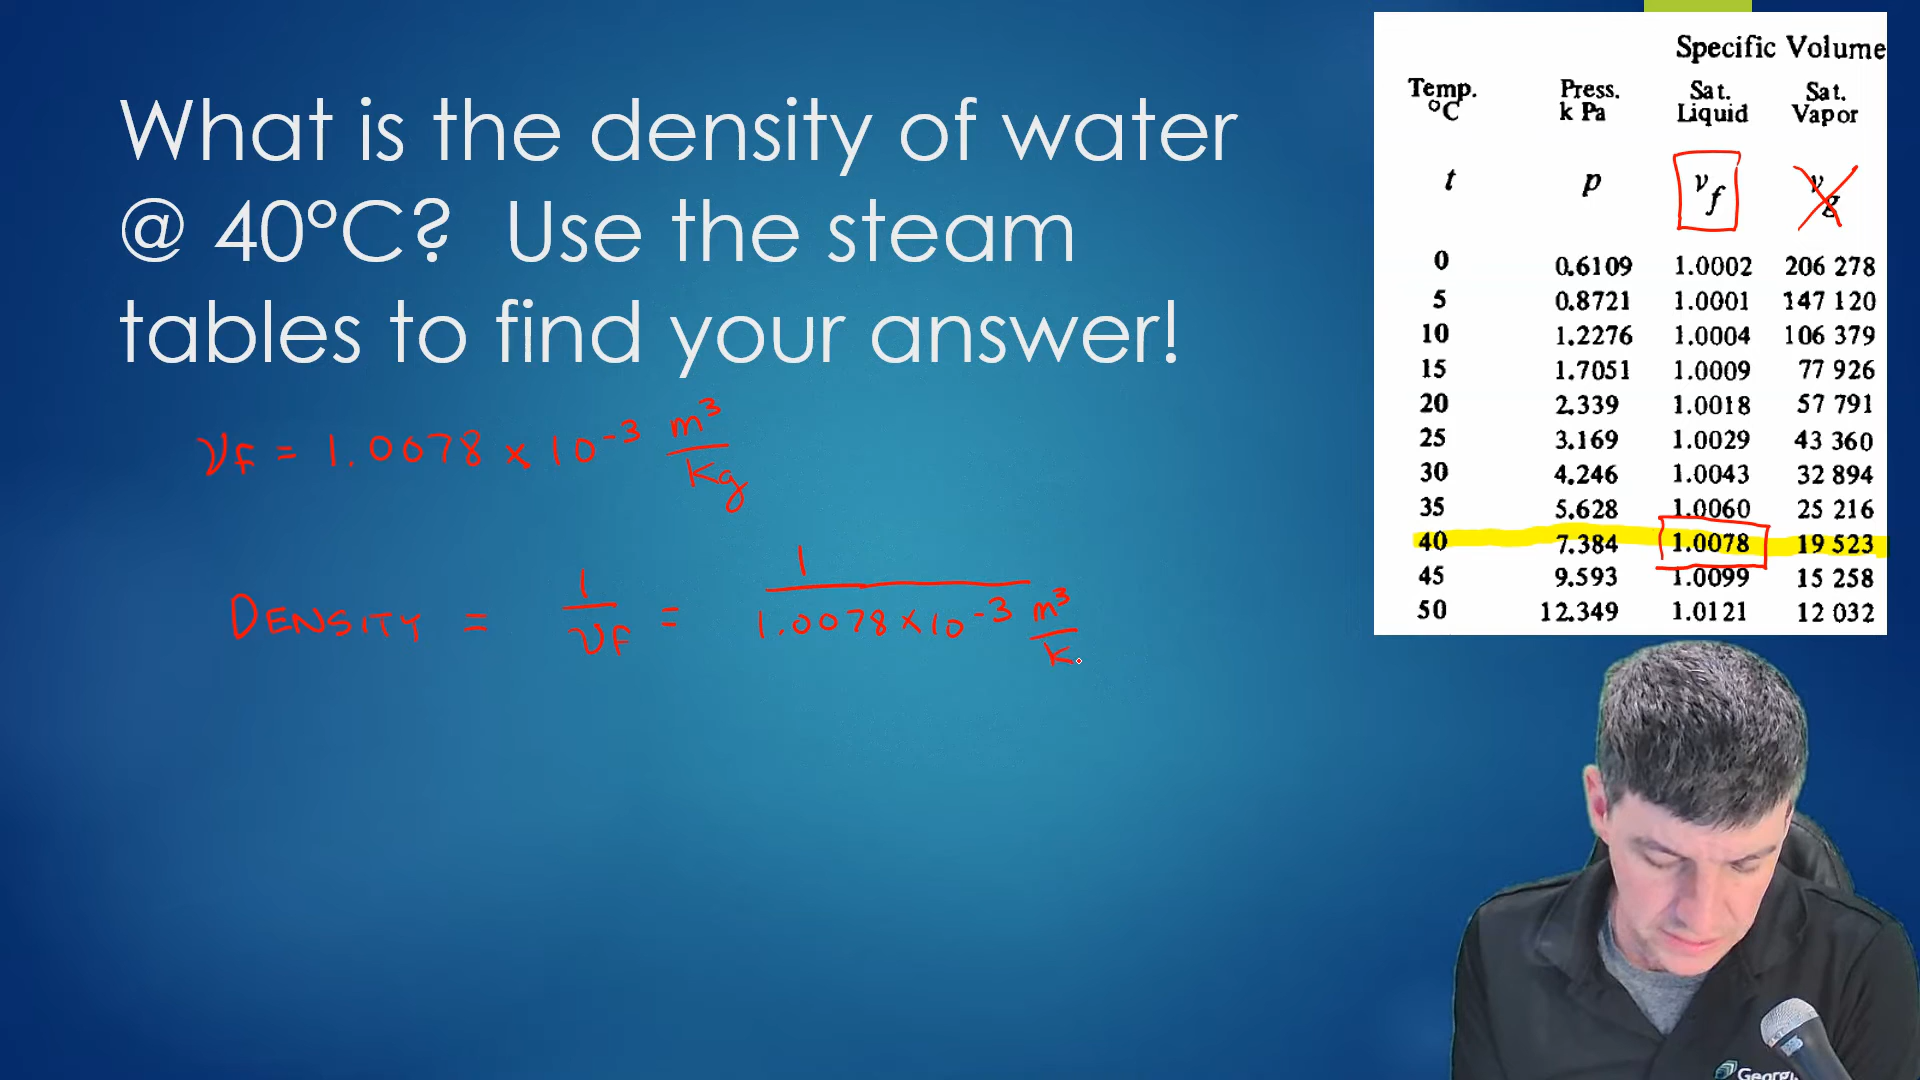 What is the density of water
@ 40°C? Use the steam
tables to find your answer!
νf = 1.0078 × 10⁻³ m³/kg
DENSITY = 1/νf = 1/1.0078×10⁻³ m³/k
Specific Volume
Temp. °C Press. k Pa Sat. Liquid Sat. Vapor
t p νf νg
0 0.6109 1.0002 206 278
5 0.8721 1.0001 147 120
10 1.2276 1.0004 106 379
15 1.7051 1.0009 77 926
20 2.339 1.0018 57 791
25 3.169 1.0029 43 360
30 4.246 1.0043 32 894
35 5.628 1.0060 25 216
40 7.384 1.0078 19 523
45 9.593 1.0099 15 258
50 12.349 1.0121 12 032